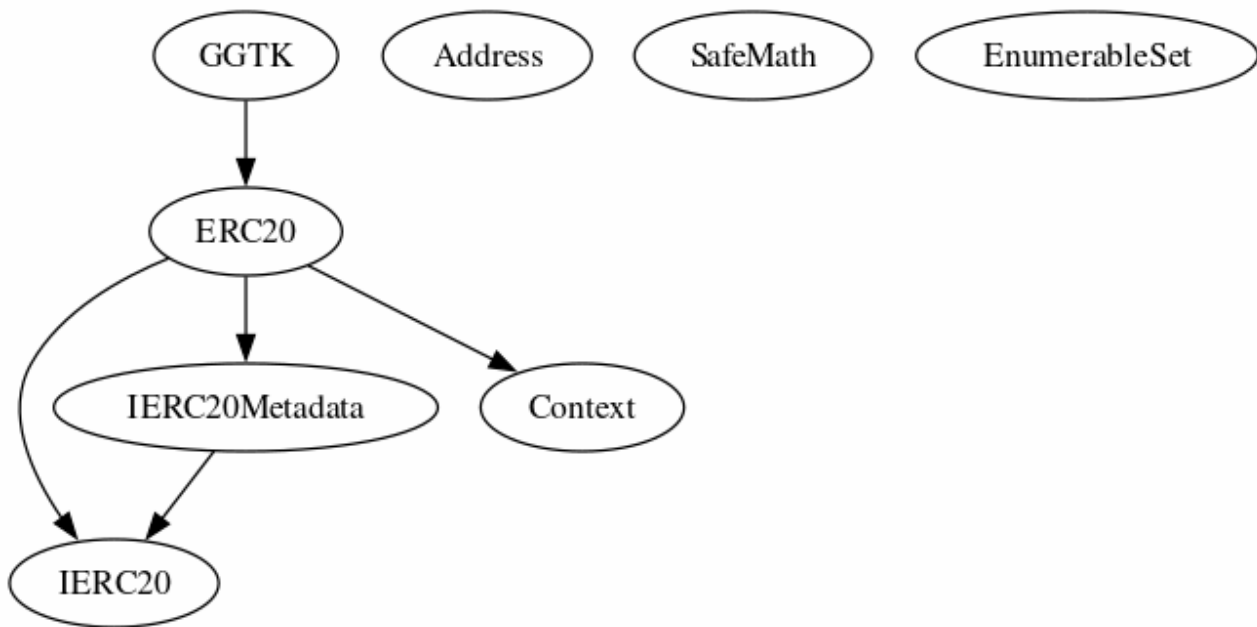 GGTK
Address
SafeMath
EnumerableSet
ERC20
IERC20Metadata
Context
IERC20